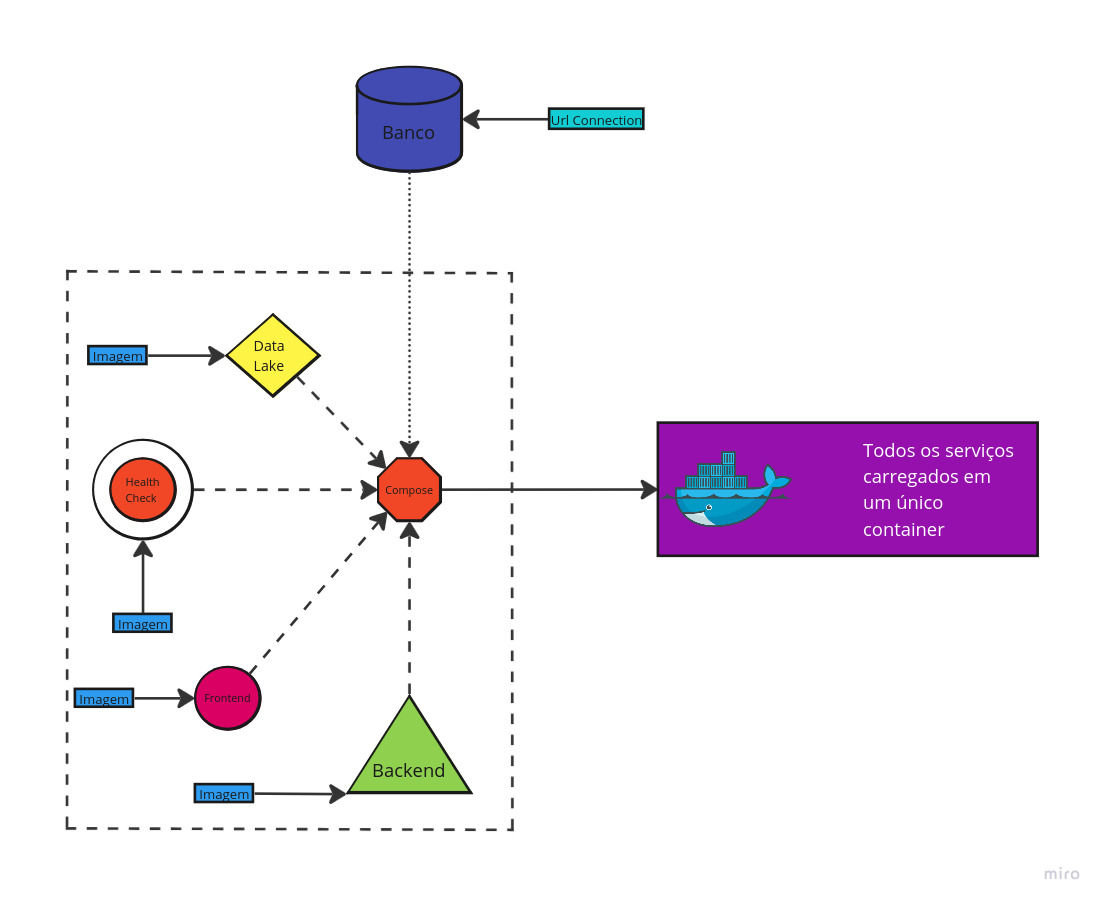 Banco
Url Connection
Data
Lake
Imagem
Health
Check
Compose
Todos os serviços
carregados em
um único
container
Imagem
Imagem
Frontend
Backend
Imagem
miro